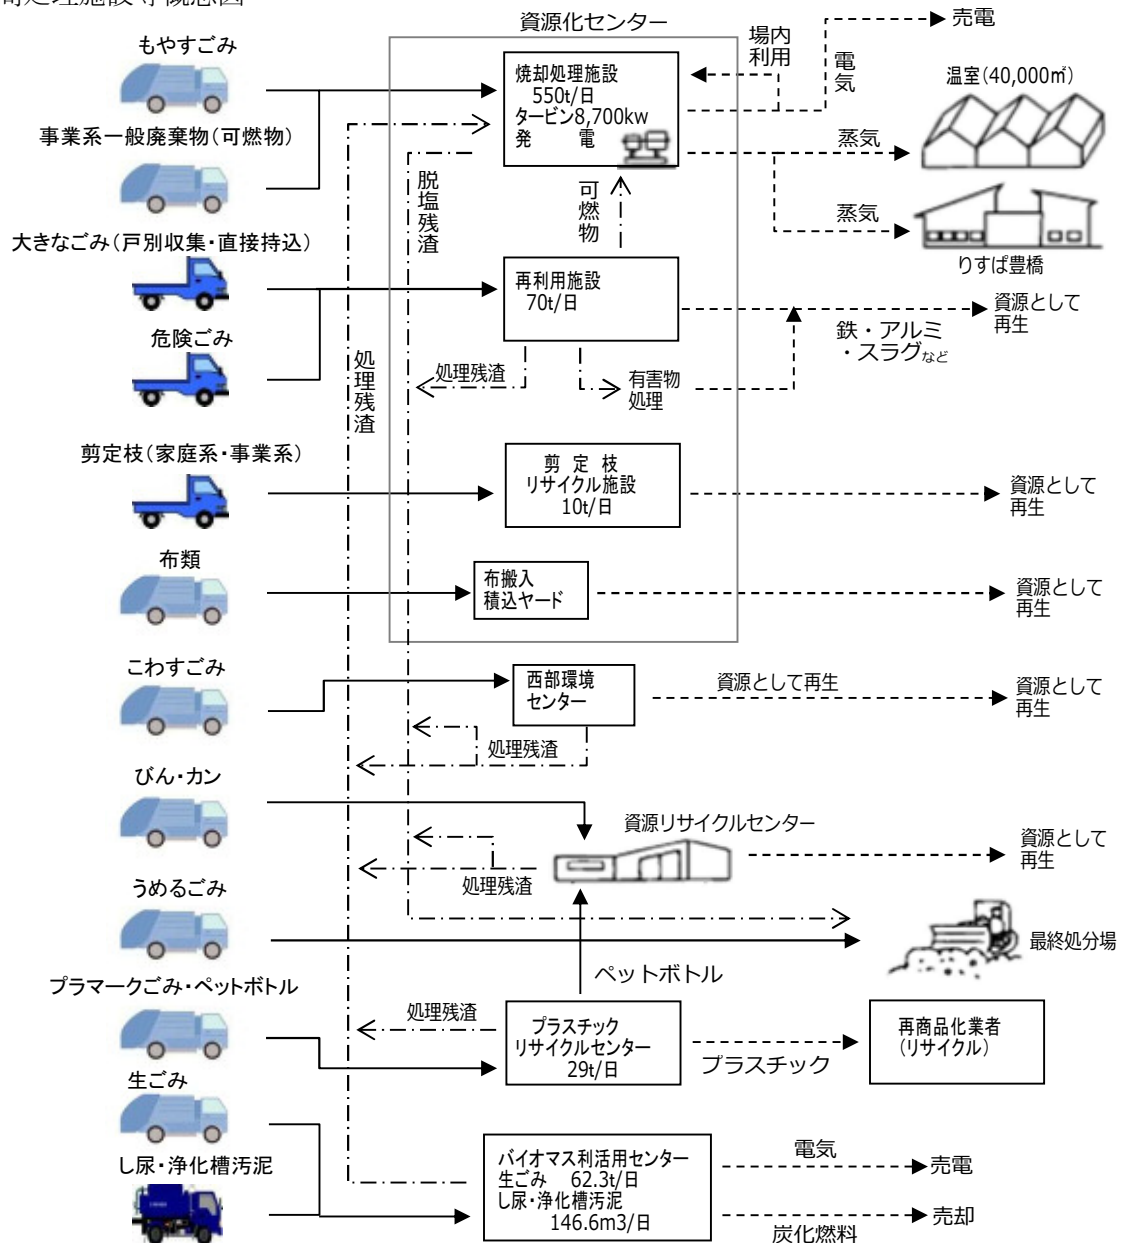 資源化センター
もやすごみ
事業系一般廃棄物(可燃物)
大きなごみ(戸別収集・直接持込)
危険ごみ
剪定枝(家庭系・事業系)
布類
こわすごみ
びん・カン
うめるごみ
プラマークごみ・ペットボトル
生ごみ
し尿・浄化槽汚泥
焼却処理施設
550t/日
タービン8,700kw
発 電
場内
利用
電気
売電
温室(40,000㎡)
蒸気
蒸気
りすぱ豊橋
脱塩残渣
可燃物
再利用施設
70t/日
資源として
再生
鉄・アルミ
・スラグなど
処理残渣
処理残渣
有害物
処理
剪 定 枝
リサイクル施設
10t/日
資源として
再生
布搬入
積込ヤード
資源として
再生
西部環境
センター
資源として再生
資源として
再生
処理残渣
資源リサイクルセンター
資源として
再生
処理残渣
最終処分場
ペットボトル
処理残渣
プラスチック
リサイクルセンター
29t/日
プラスチック
再商品化業者
(リサイクル)
バイオマス利活用センター
生ごみ 62.3t/日
し尿・浄化槽汚泥
146.6m3/日
電気
売電
炭化燃料
売却